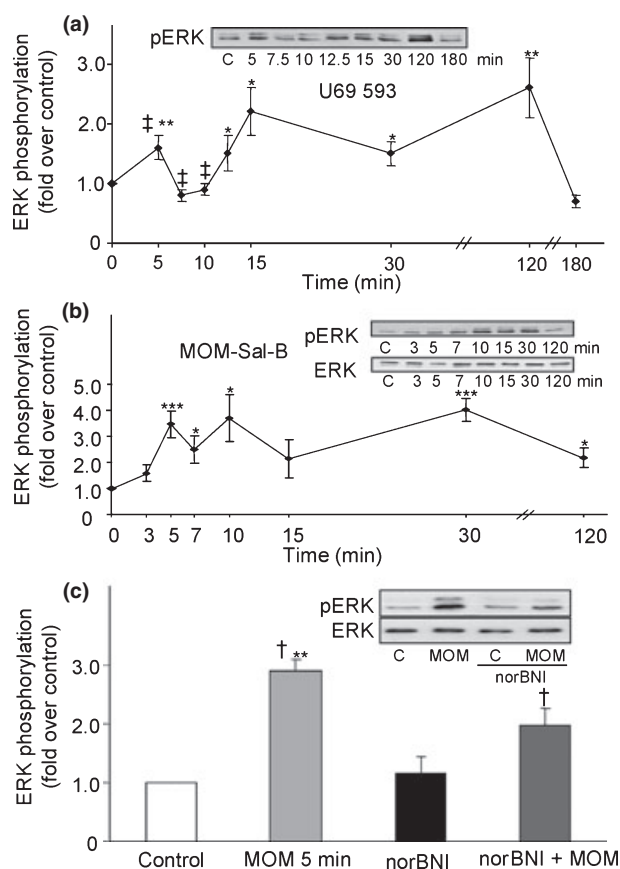 (a)
pERK
C 5 7.5 10 12.5 15 30 120 180 min
U69 593
ERK phosphorylation
(fold over control)
3.0
2.0
1.0
0
‡ **
‡
‡
*
*
*
**
0 5 10 15 30 120 180
Time (min)
(b)
MOM-Sal-B
pERK
C 3 5 7 10 15 30 120 min
ERK
C 3 5 7 10 15 30 120 min
ERK phosphorylation
(fold over control)
5.0
4.0
3.0
2.0
1.0
0
***
*
*
***
*
0 3 5 7 10 15 30 120
Time (min)
(c)
pERK
ERK
C MOM C MOM
norBNI
ERK phosphorylation
(fold over control)
3.0
2.0
1.0
0
† **
†
Control MOM 5 min norBNI norBNI + MOM